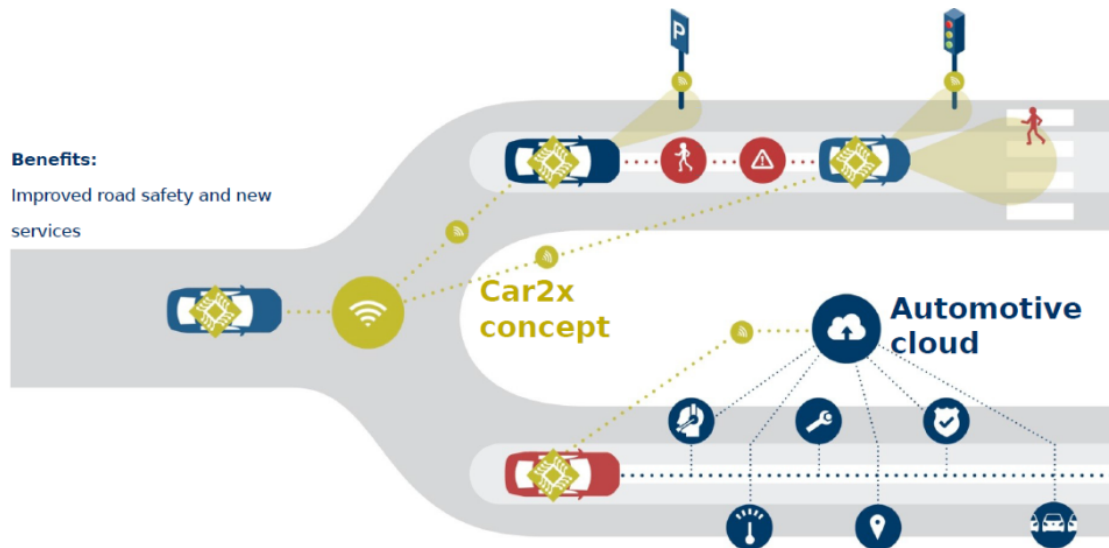 P
Benefits:
Improved road safety and new
services
Car2x
concept
Automotive
cloud